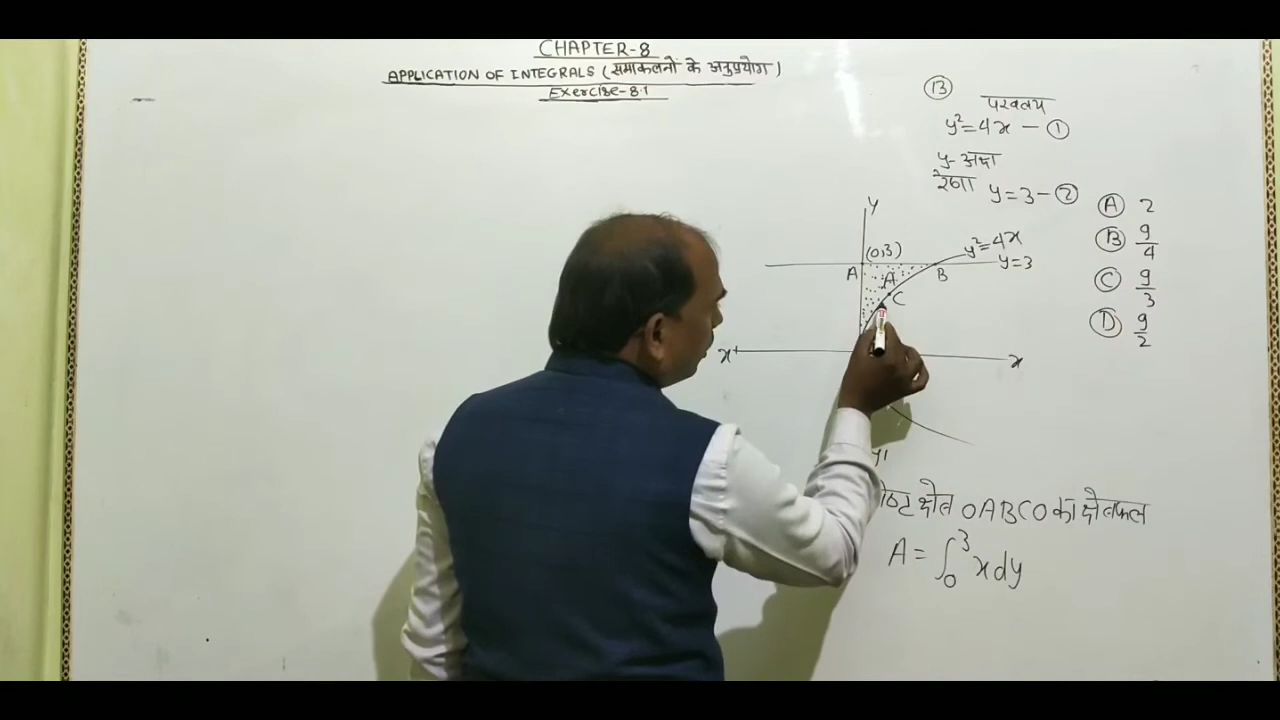 CHAPTER-8
APPLICATION OF INTEGRALS (समाकलनो के अनुप्रयोग)
Exercise-8.1
B
परवलय
y²=4x - 1
y-अक्ष
रेखा y=3-2
A 2
B 9/4
C 9/3
D 9/2
y
(0,3) y²=4x
y=3
A B
A
C
x x
y'
क्षेत्र OABCO का क्षेत्रफल
A = ∫₀³ x dy